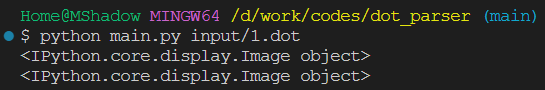 Home@MShadow MINGW64 /d/work/codes/dot_parser (main)
$ python main.py input/1.dot
<IPython.core.display.Image object>
<IPython.core.display.Image object>